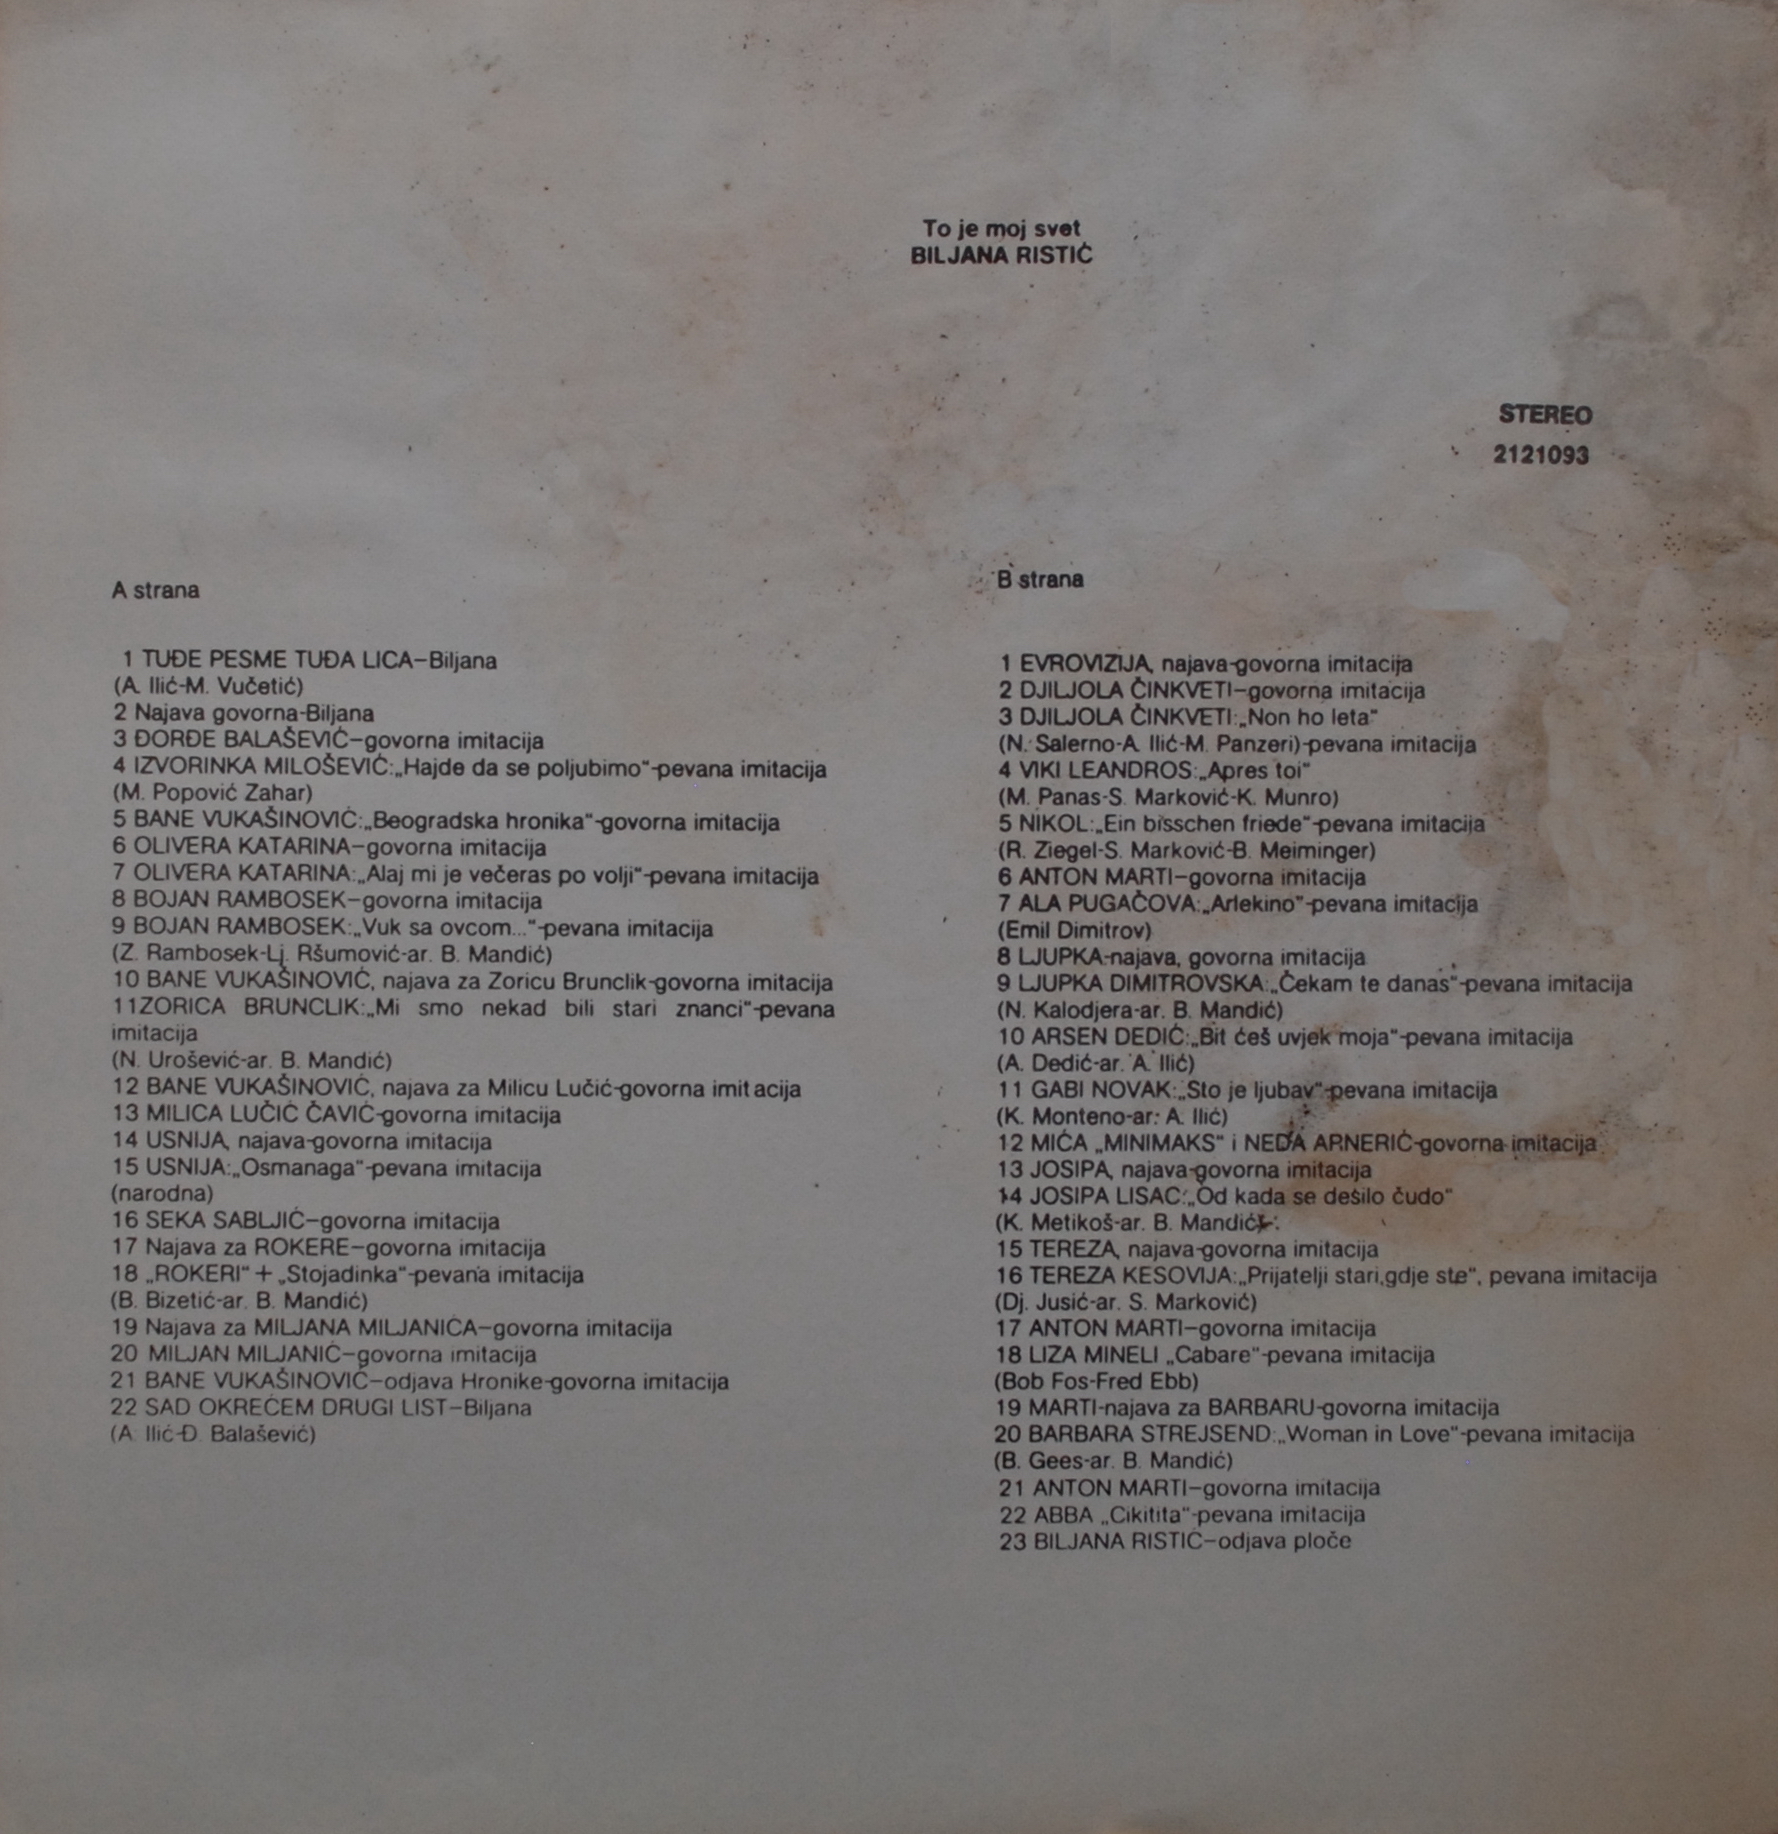 To je moj svet
BILJANA RISTIĆ
STEREO
2121093
A strana
1 TUĐE PESME TUĐA LICA–Biljana
(A. Ilić-M. Vučetić)
2 Najava govorna-Biljana
3 ĐORĐE BALAŠEVIĆ–govorna imitacija
4 IZVORINKA MILOŠEVIĆ:„Hajde da se poljubimo“-pevana imitacija
(M. Popović Zahar)
5 BANE VUKAŠINOVIĆ:„Beogradska hronika“-govorna imitacija
6 OLIVERA KATARINA–govorna imitacija
7 OLIVERA KATARINA:„Alaj mi je večeras po volji“-pevana imitacija
8 BOJAN RAMBOSEK–govorna imitacija
9 BOJAN RAMBOSEK:„Vuk sa ovcom...“-pevana imitacija
(Z. Rambosek-Lj. Ršumović-ar. B. Mandić)
10 BANE VUKAŠINOVIĆ, najava za Zoricu Brunclik-govorna imitacija
11ZORICA BRUNCLIK:„Mi smo nekad bili stari znanci“-pevana
imitacija
(N. Urošević-ar. B. Mandić)
12 BANE VUKAŠINOVIĆ, najava za Milicu Lučić-govorna imitacija
13 MILICA LUČIĆ ČAVIĆ-govorna imitacija
14 USNIJA, najava-govorna imitacija
15 USNIJA:„Osmanaga“-pevana imitacija
(narodna)
16 SEKA SABLJIĆ–govorna imitacija
17 Najava za ROKERE–govorna imitacija
18 „ROKERI“ + „Stojadinka“-pevana imitacija
(B. Bizetić-ar. B. Mandić)
19 Najava za MILJANA MILJANIĆA–govorna imitacija
20 MILJAN MILJANIĆ–govorna imitacija
21 BANE VUKAŠINOVIĆ–odjava Hronike-govorna imitacija
22 SAD OKREĆEM DRUGI LIST–Biljana
(A. Ilić-Đ. Balašević)
B strana
1 EVROVIZIJA, najava-govorna imitacija
2 DJILJOLA ČINKVETI–govorna imitacija
3 DJILJOLA ČINKVETI:„Non ho leta“
(N. Salerno-A. Ilić-M. Panzeri)-pevana imitacija
4 VIKI LEANDROS:„Apres toi“
(M. Panas-S. Marković-K. Munro)
5 NIKOL:„Ein bisschen friede“-pevana imitacija
(R. Ziegel-S. Marković-B. Meiminger)
6 ANTON MARTI–govorna imitacija
7 ALA PUGAČOVA:„Arlekino“-pevana imitacija
(Emil Dimitrov)
8 LJUPKA-najava, govorna imitacija
9 LJUPKA DIMITROVSKA:„Čekam te danas“-pevana imitacija
(N. Kalodjera-ar. B. Mandić)
10 ARSEN DEDIĆ:„Bit ćeš uvjek moja“-pevana imitacija
(A. Dedić-ar. A. Ilić)
11 GABI NOVAK:„Sto je ljubav“-pevana imitacija
(K. Monteno-ar. A. Ilić)
12 MIĆA „MINIMAKS“ i NEDA ARNERIĆ-govorna imitacija
13 JOSIPA, najava-govorna imitacija
14 JOSIPA LISAC:„Od kada se desilo čudo“
(K. Metikoš-ar. B. Mandić)
15 TEREZA, najava-govorna imitacija
16 TEREZA KESOVIJA:„Prijatelji stari,gdje ste“, pevana imitacija
(Dj. Jusić-ar. S. Marković)
17 ANTON MARTI–govorna imitacija
18 LIZA MINELI „Cabare“-pevana imitacija
(Bob Fos-Fred Ebb)
19 MARTI-najava za BARBARU-govorna imitacija
20 BARBARA STREJSEND:„Woman in Love“-pevana imitacija
(B. Gees-ar. B. Mandić)
21 ANTON MARTI–govorna imitacija
22 ABBA „Cikitita“-pevana imitacija
23 BILJANA RISTIĆ–odjava ploče